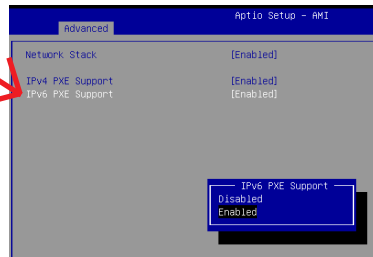 Aptio Setup - AMI
Advanced
Network Stack [Enabled]
IPv4 PXE Support [Enabled]
IPv6 PXE Support [Enabled]
IPv6 PXE Support
Disabled
Enabled